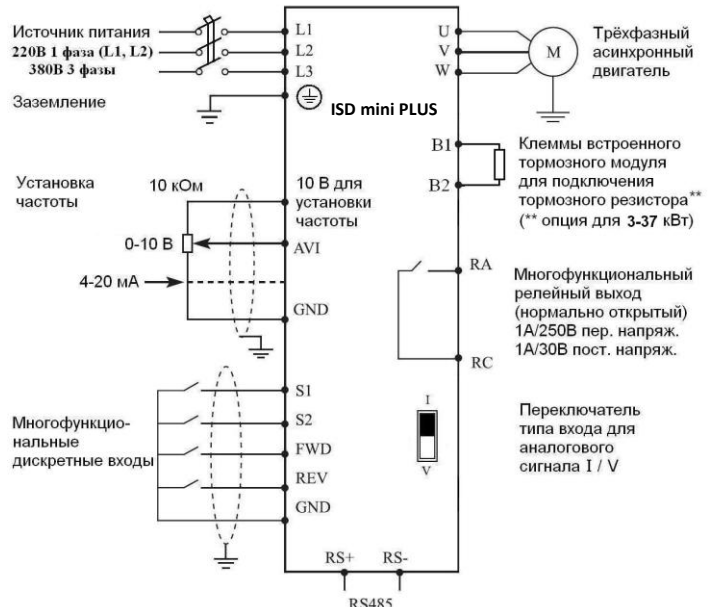 Источник питания
220В 1 фаза (L1, L2)
380В 3 фазы
Заземление
L1
L2
L3
ISD mini PLUS
U
V
W
M
Трёхфазный
асинхронный
двигатель
B1
B2
Клеммы встроенного
тормозного модуля
для подключения
тормозного резистора**
(** опция для 3-37 кВт)
Установка
частоты
10 кОм
0-10 В
4-20 мА
10 В для
установки
частоты
AVI
GND
RA
RC
Многофункциональный
релейный выход
(нормально открытый)
1А/250В пер. напряж.
1А/30В пост. напряж.
Многофункцио-
нальные
дискретные входы
S1
S2
FWD
REV
GND
I
V
Переключатель
типа входа для
аналогового
сигнала I / V
RS+ RS-
RS485